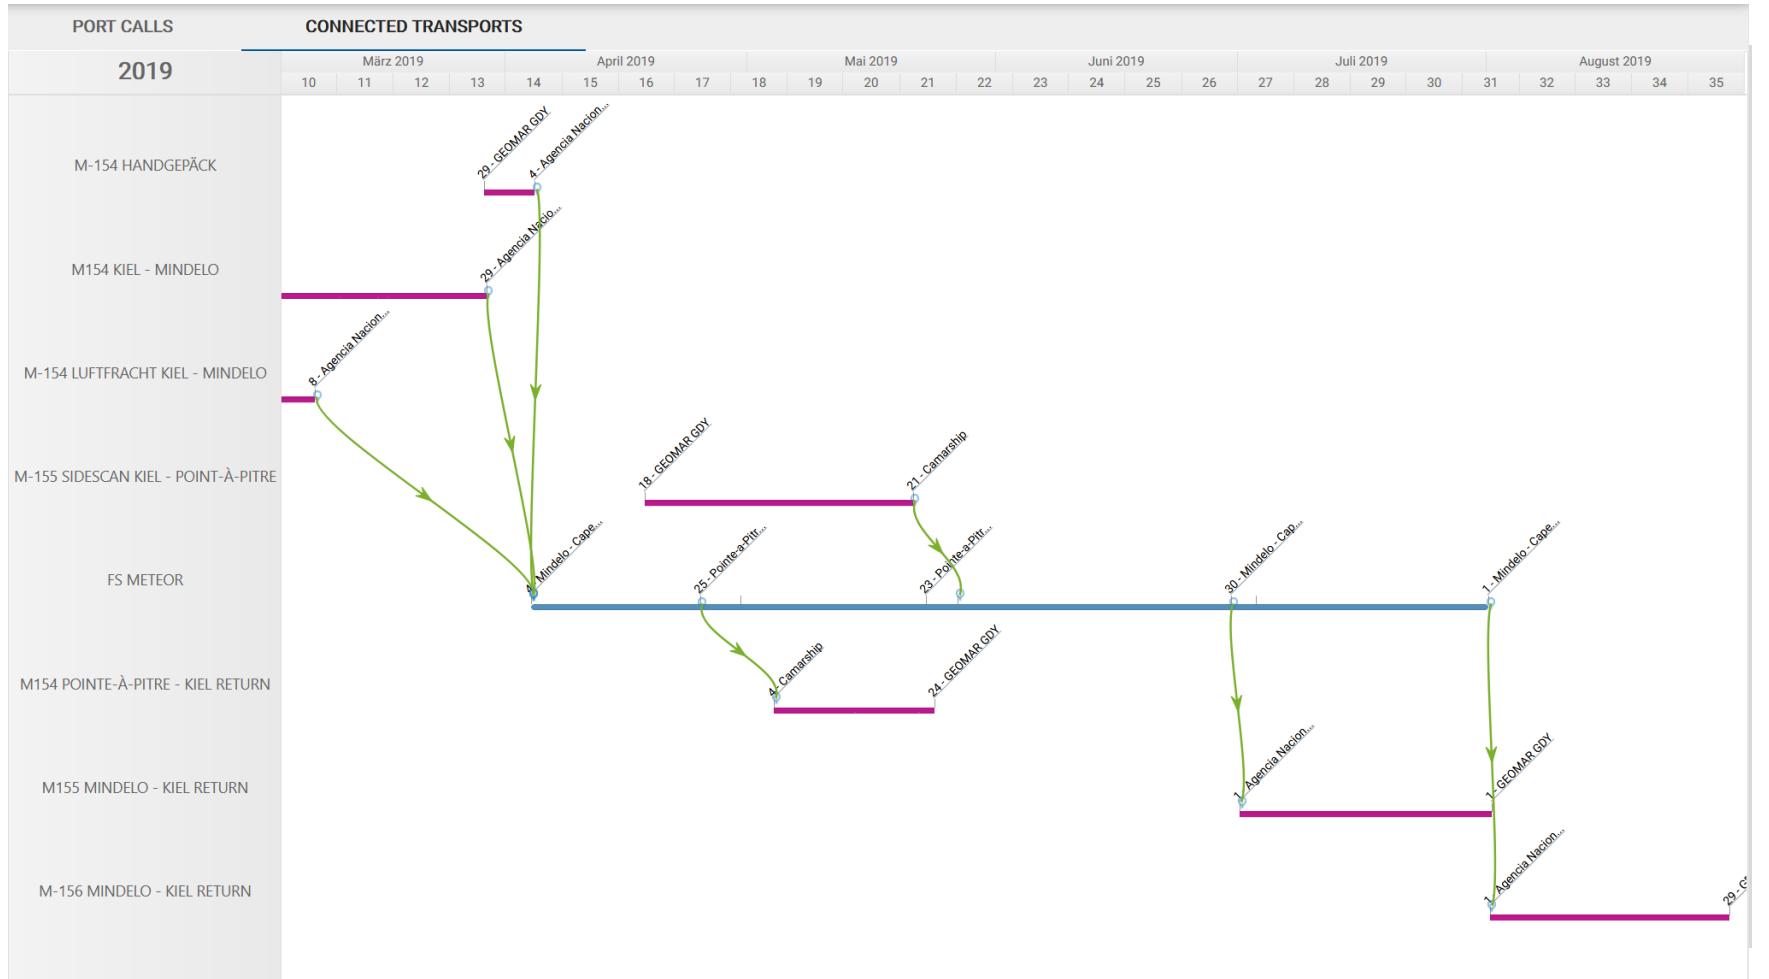 PORT CALLS CONNECTED TRANSPORTS
2019
März 2019 April 2019 Mai 2019 Juni 2019 Juli 2019 August 2019
10 11 12 13 14 15 16 17 18 19 20 21 22 23 24 25 26 27 28 29 30 31 32 33 34 35
M-154 HANDGEPÄCK
29 - GEOMAR GDY
4 - Agencia Nacion...
M154 KIEL - MINDELO
29 - Agencia Nacio...
M-154 LUFTFRACHT KIEL - MINDELO
8 - Agencia Nacion...
M-155 SIDESCAN KIEL - POINT-À-PITRE
18 - GEOMAR GDY
21 - Camarship
FS METEOR
4 - Mindelo - Cape...
25 - Pointe-a-Pitr...
23 - Pointe-a-Pitr...
30 - Mindelo - Cap...
1 - Mindelo - Cape...
M154 POINTE-À-PITRE - KIEL RETURN
4 - Camarship
24 - GEOMAR GDY
M155 MINDELO - KIEL RETURN
1 - Agencia Nacion...
1 - GEOMAR GDY
M-156 MINDELO - KIEL RETURN
1 - Agencia Nacion...
29 - G